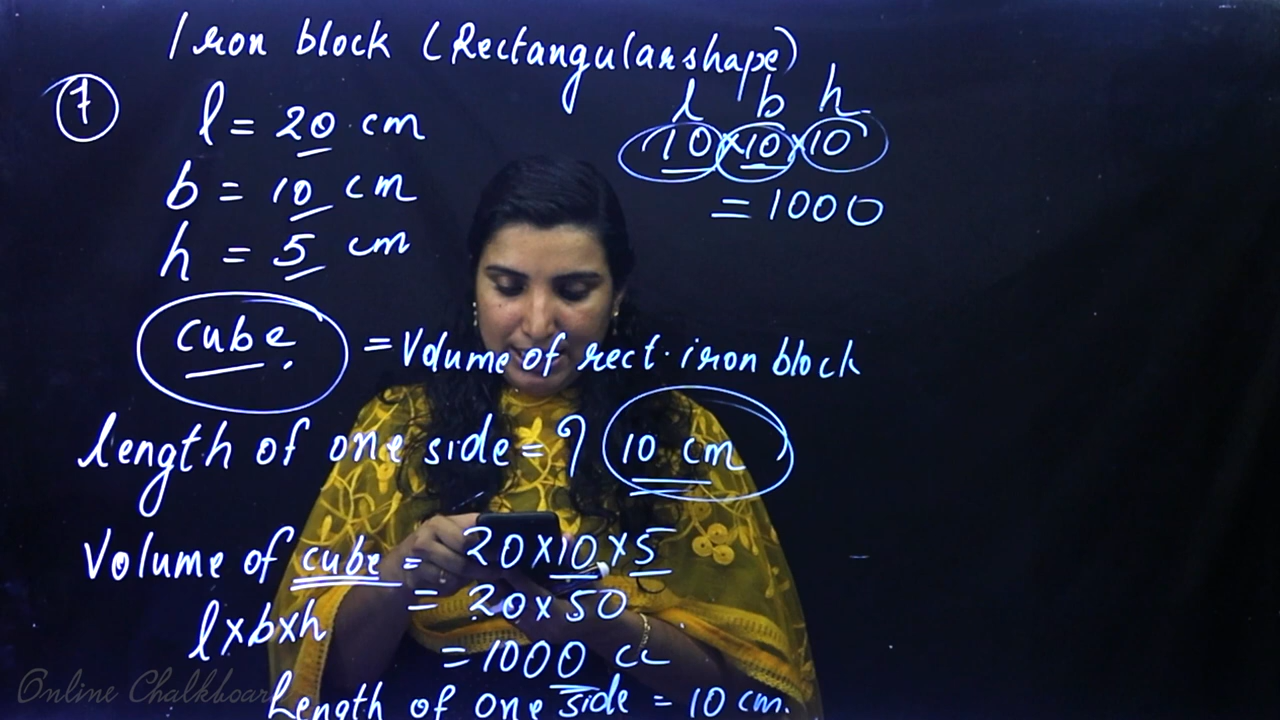 Iron block (Rectangular shape)
7
l = 20 cm
b = 10 cm
h = 5 cm
l b h
10 x 10 x 10
= 1000
cube. = Volume of rect. iron block
length of one side = ? 10 cm
Volume of cube = 20 x 10 x 5
l x b x h
= 20 x 50
= 1000 cc
Length of one side = 10 cm.
Online Chalkboard